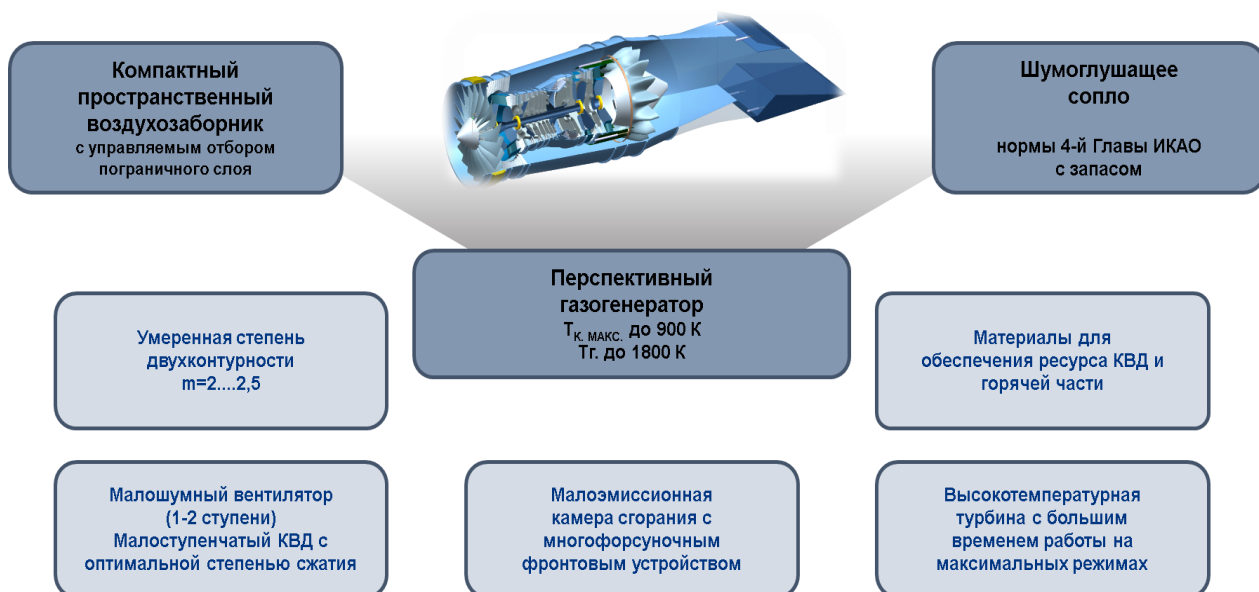 Компактный
пространственный
воздухозаборник
с управляемым отбором
пограничного слоя
Шумоглушащее
сопло
нормы 4-й Главы ИКАО
с запасом
Перспективный
газогенератор
Tк. МАКС. до 900 К
Тг. до 1800 К
Умеренная степень
двухконтурности
m=2....2,5
Материалы для
обеспечения ресурса КВД и
горячей части
Малошумный вентилятор
(1-2 ступени)
Малоступенчатый КВД с
оптимальной степенью сжатия
Малоэмиссионная
камера сгорания с
многофорсуночным
фронтовым устройством
Высокотемпературная
турбина с большим
временем работы на
максимальных режимах